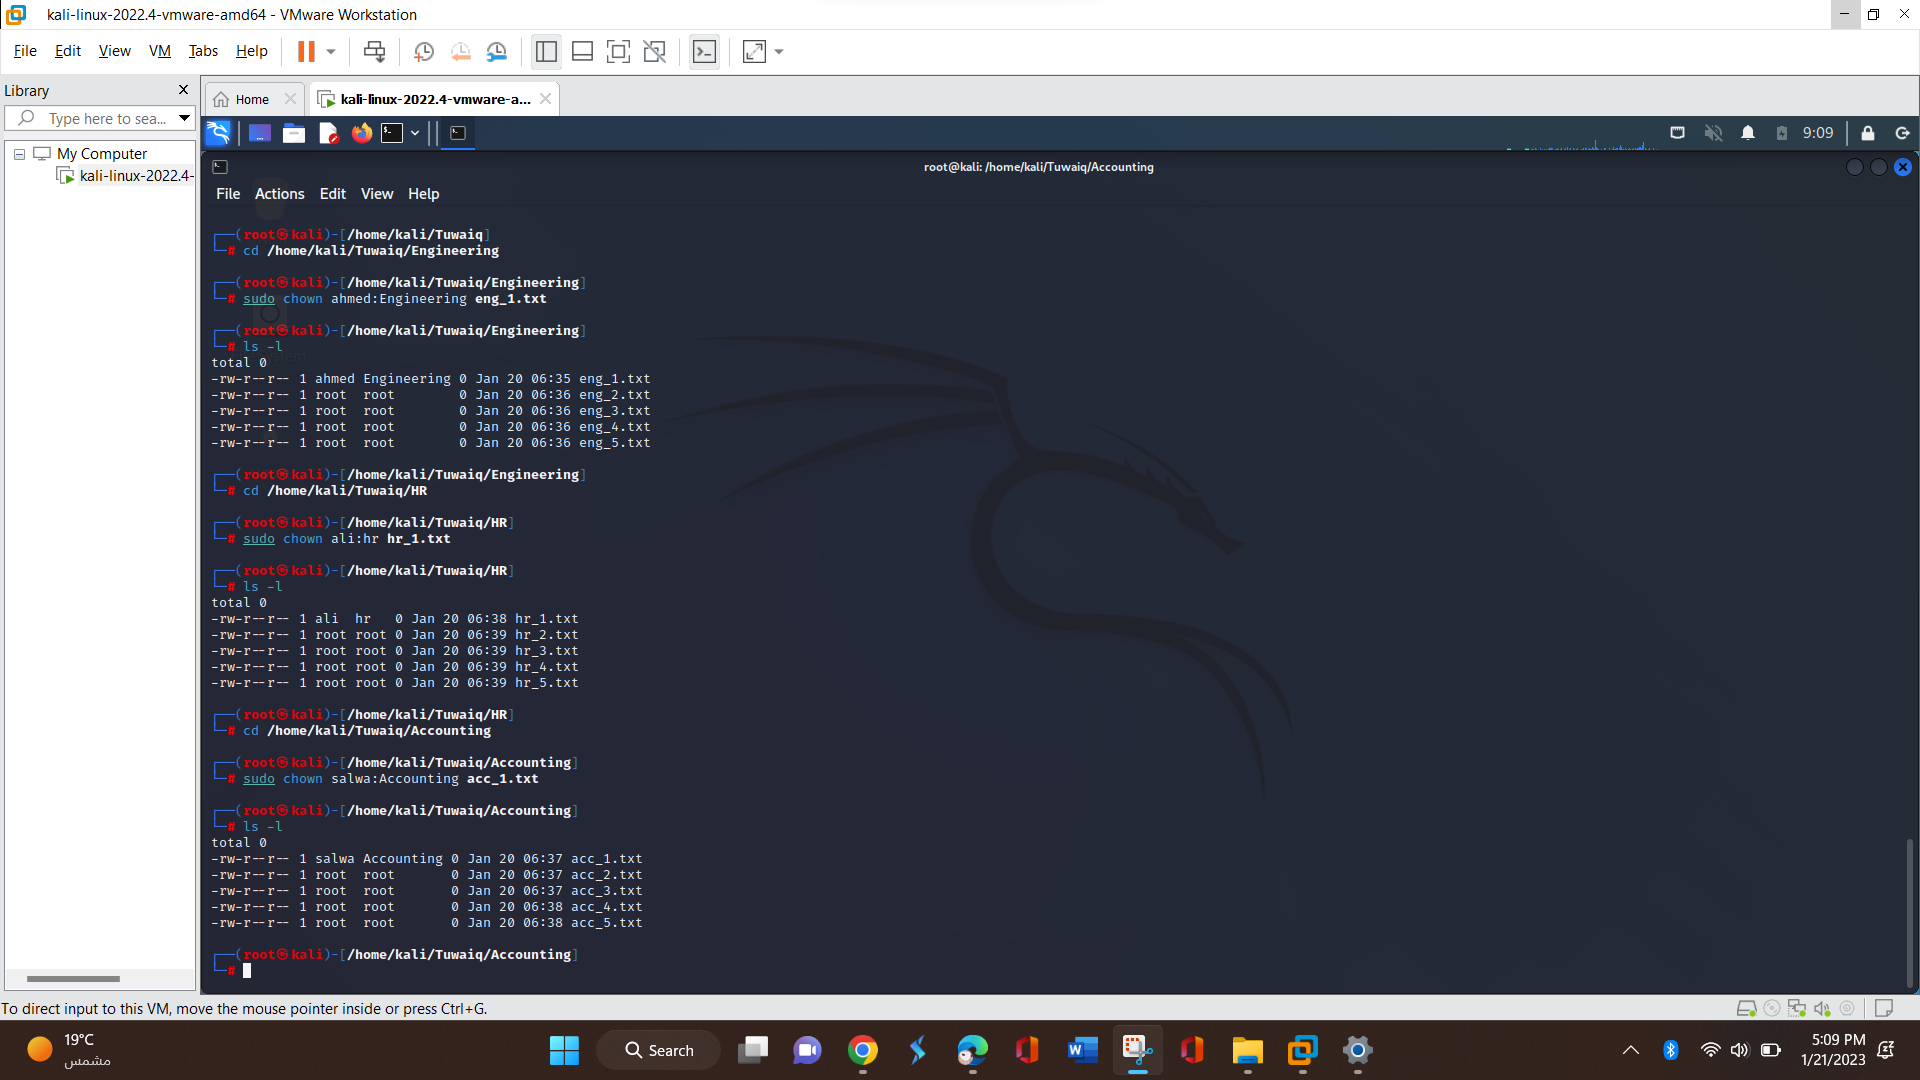 kali-linux-2022.4-vmware-amd64 - VMware Workstation
File Edit View VM Tabs Help
Library
Home
kali-linux-2022.4-vmware-a...
Type here to sea...
My Computer
kali-linux-2022.4-
9:09
root@kali: /home/kali/Tuwaiq/Accounting
File Actions Edit View Help
┌──(root㉿kali)-[/home/kali/Tuwaiq]
└─# cd /home/kali/Tuwaiq/Engineering
┌──(root㉿kali)-[/home/kali/Tuwaiq/Engineering]
└─# sudo chown ahmed:Engineering eng_1.txt
┌──(root㉿kali)-[/home/kali/Tuwaiq/Engineering]
└─# ls -l
total 0
-rw-r--r-- 1 ahmed Engineering 0 Jan 20 06:35 eng_1.txt
-rw-r--r-- 1 root  root        0 Jan 20 06:36 eng_2.txt
-rw-r--r-- 1 root  root        0 Jan 20 06:36 eng_3.txt
-rw-r--r-- 1 root  root        0 Jan 20 06:36 eng_4.txt
-rw-r--r-- 1 root  root        0 Jan 20 06:36 eng_5.txt
┌──(root㉿kali)-[/home/kali/Tuwaiq/Engineering]
└─# cd /home/kali/Tuwaiq/HR
┌──(root㉿kali)-[/home/kali/Tuwaiq/HR]
└─# sudo chown ali:hr hr_1.txt
┌──(root㉿kali)-[/home/kali/Tuwaiq/HR]
└─# ls -l
total 0
-rw-r--r-- 1 ali  hr   0 Jan 20 06:38 hr_1.txt
-rw-r--r-- 1 root root 0 Jan 20 06:39 hr_2.txt
-rw-r--r-- 1 root root 0 Jan 20 06:39 hr_3.txt
-rw-r--r-- 1 root root 0 Jan 20 06:39 hr_4.txt
-rw-r--r-- 1 root root 0 Jan 20 06:39 hr_5.txt
┌──(root㉿kali)-[/home/kali/Tuwaiq/HR]
└─# cd /home/kali/Tuwaiq/Accounting
┌──(root㉿kali)-[/home/kali/Tuwaiq/Accounting]
└─# sudo chown salwa:Accounting acc_1.txt
┌──(root㉿kali)-[/home/kali/Tuwaiq/Accounting]
└─# ls -l
total 0
-rw-r--r-- 1 salwa Accounting 0 Jan 20 06:37 acc_1.txt
-rw-r--r-- 1 root  root       0 Jan 20 06:37 acc_2.txt
-rw-r--r-- 1 root  root       0 Jan 20 06:37 acc_3.txt
-rw-r--r-- 1 root  root       0 Jan 20 06:38 acc_4.txt
-rw-r--r-- 1 root  root       0 Jan 20 06:38 acc_5.txt
┌──(root㉿kali)-[/home/kali/Tuwaiq/Accounting]
└─#
To direct input to this VM, move the mouse pointer inside or press Ctrl+G.
19°C
مشمس
Search
5:09 PM
1/21/2023